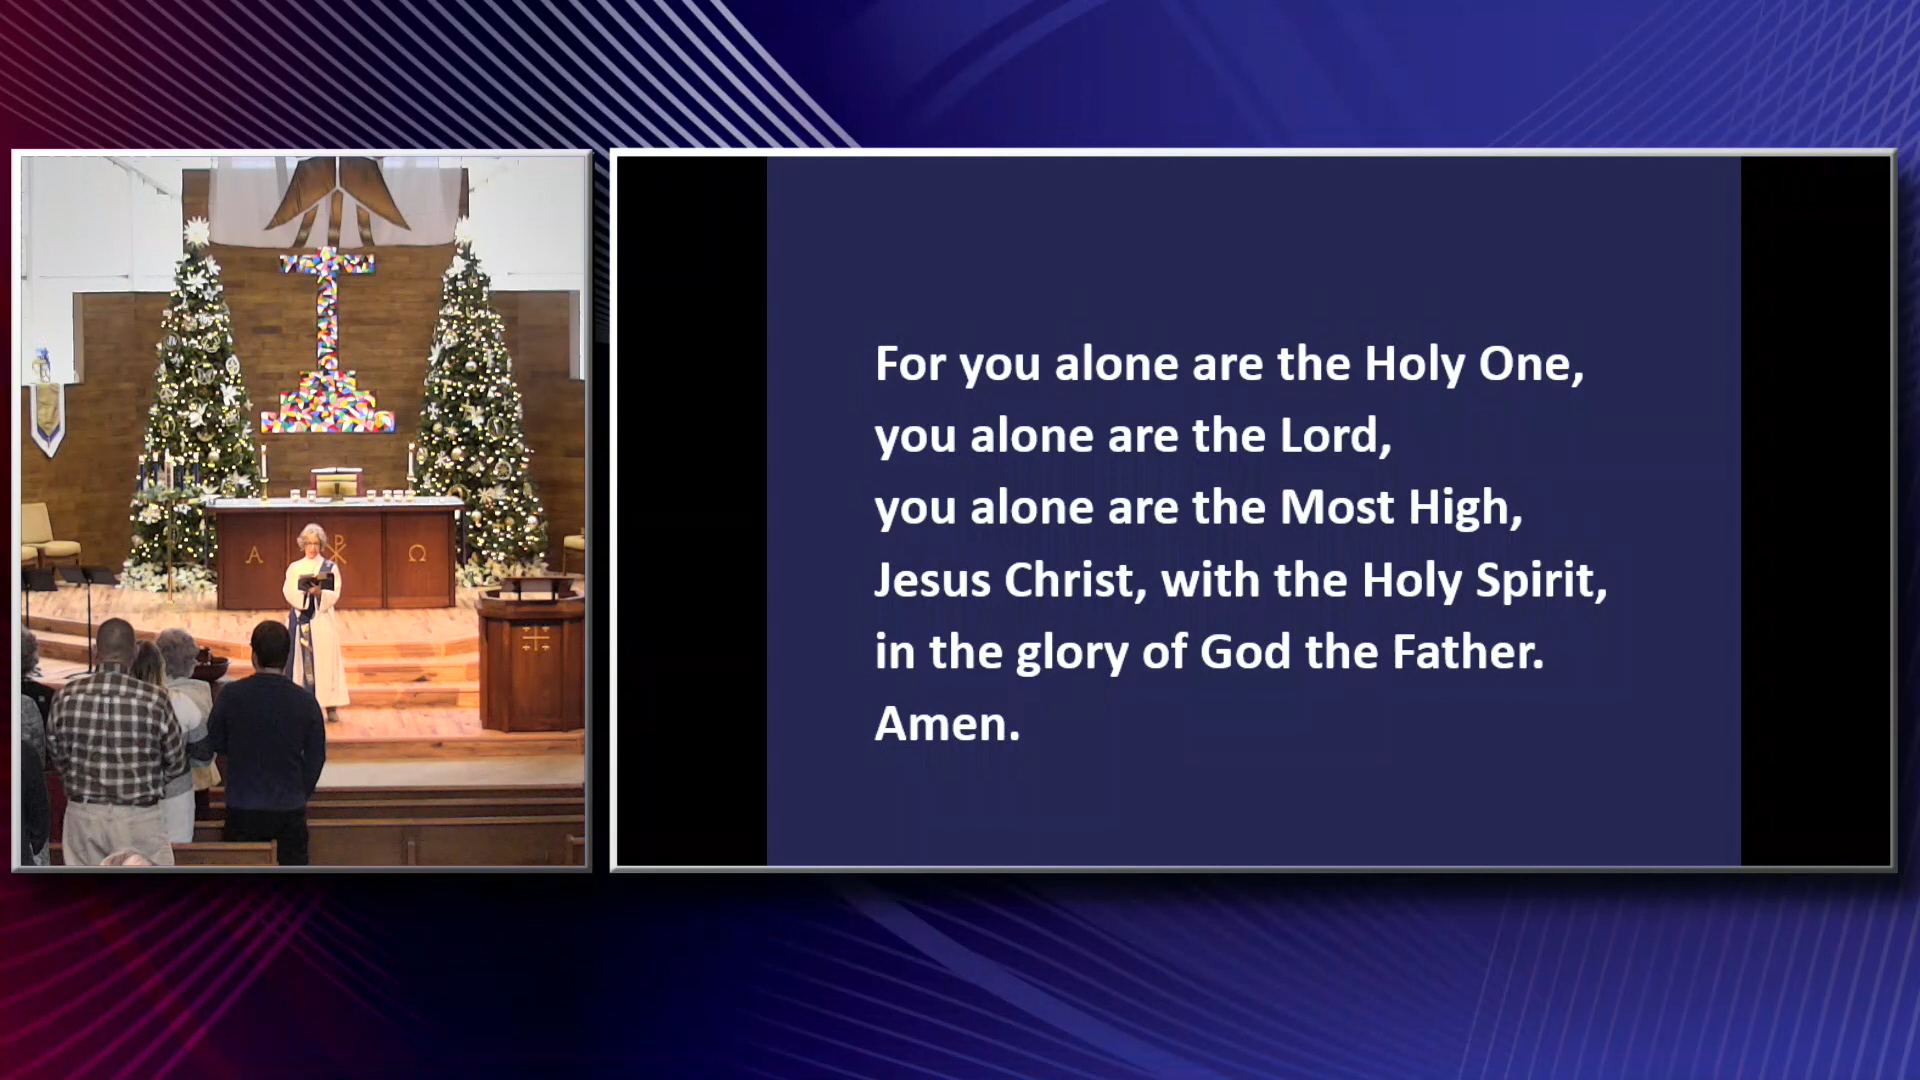 Α
☧
Ω
For you alone are the Holy One,
you alone are the Lord,
you alone are the Most High,
Jesus Christ, with the Holy Spirit,
in the glory of God the Father.
Amen.